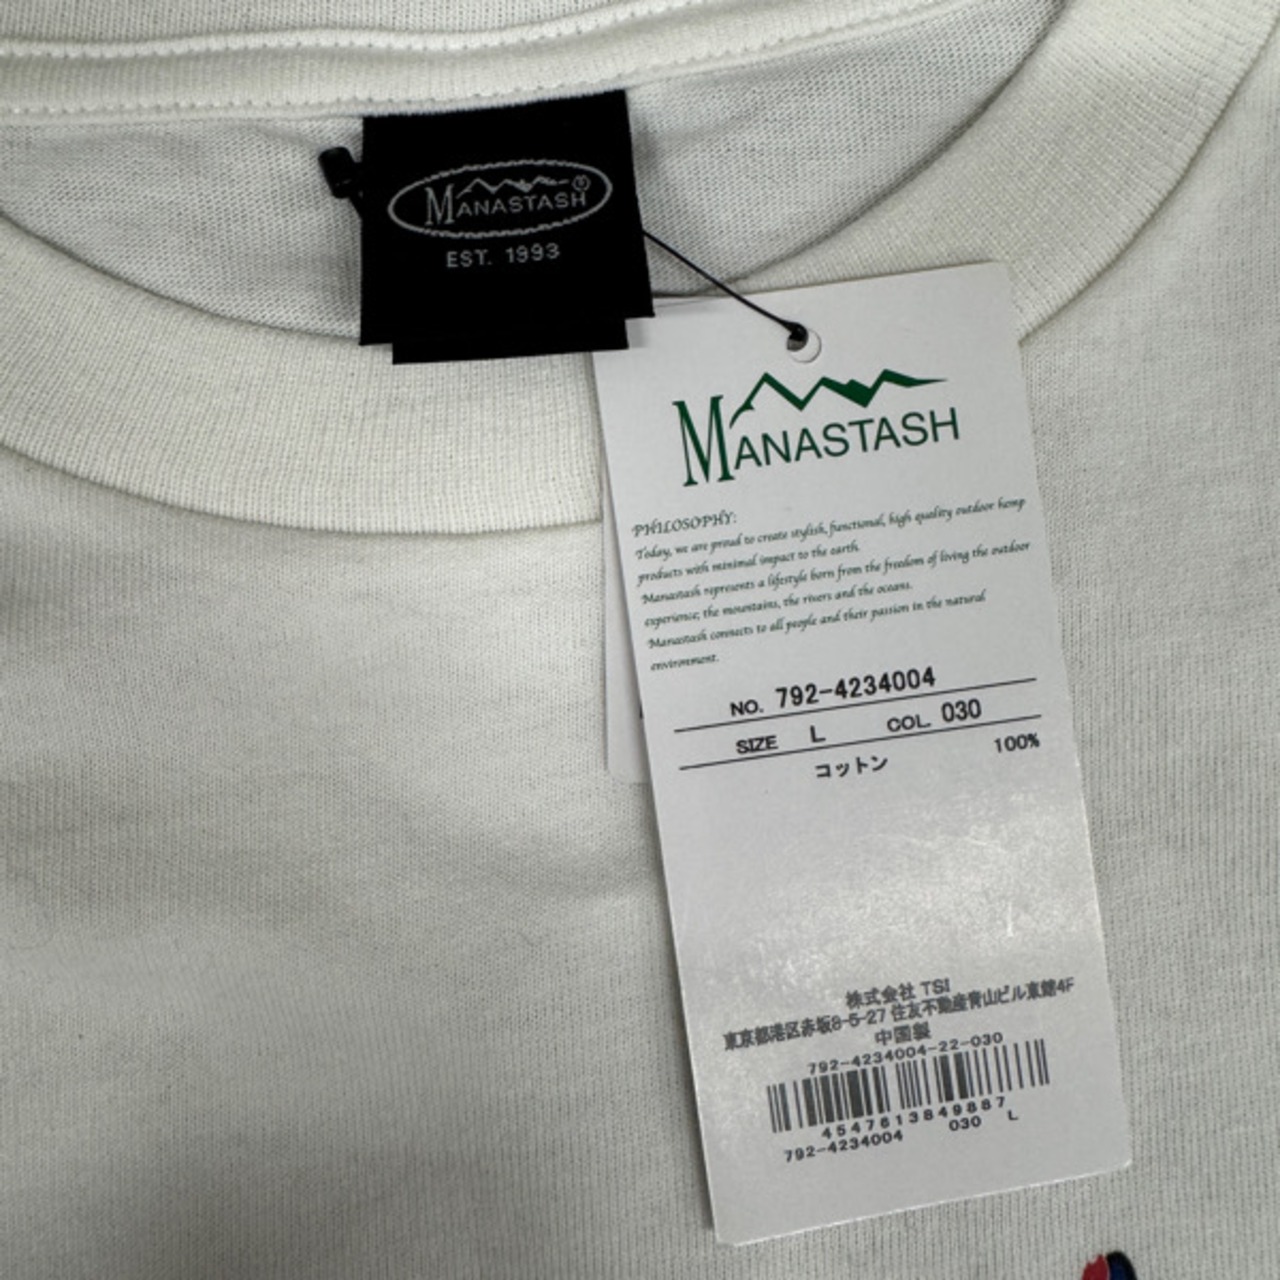 MANASTASH®
EST. 1993
MANASTASH
PHILOSOPHY:
Today, we are proud to create stylish, functional, high quality outdoor hemp
products with minimal impact to the earth.
Manastash represents a lifestyle born from the freedom of living the outdoor
experience; the mountains, the rivers and the oceans.
Manastash connects to all people and their passion in the natural
environment.
NO. 792-4234004
SIZE L COL. 030
コットン 100%
株式会社 TSI
東京都港区赤坂8-5-27 住友不動産青山ビル東館4F
中国製
792-4234004-22-030
4547613849887
792-4234004 030 L